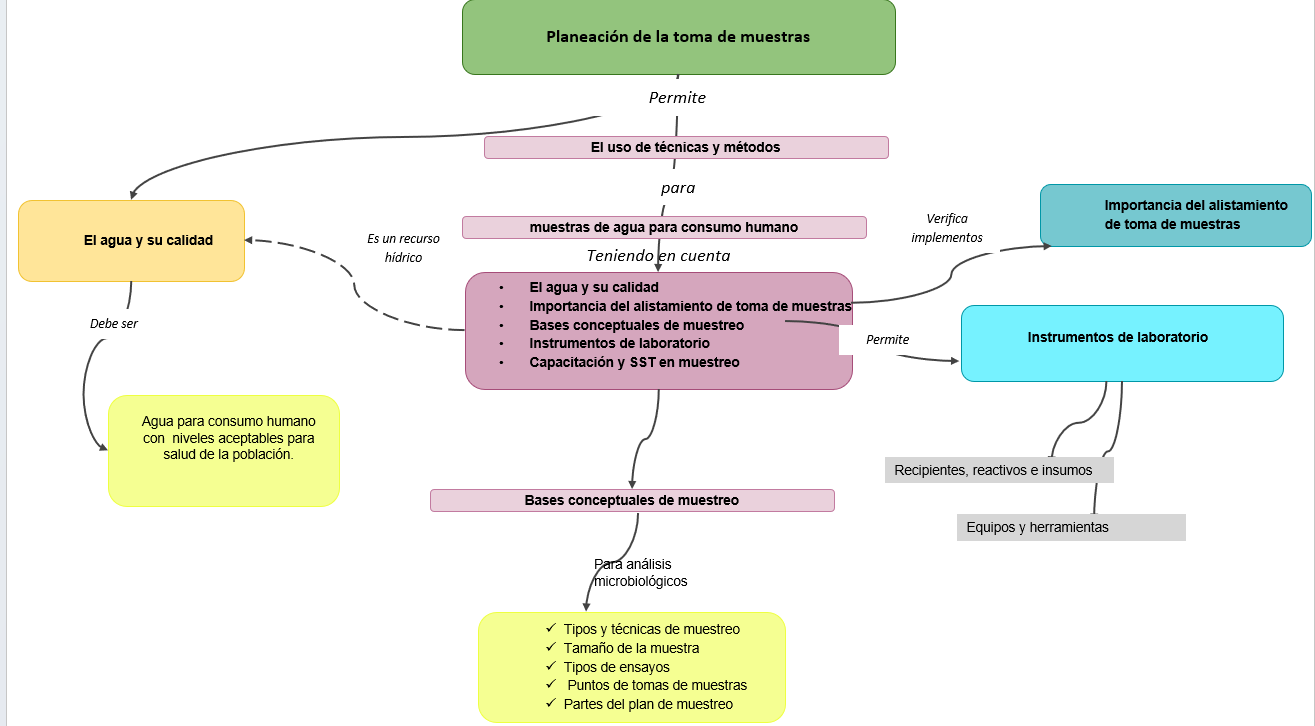 Planeación de la toma de muestras
Permite
El uso de técnicas y métodos
para
muestras de agua para consumo humano
Teniendo en cuenta
• El agua y su calidad
• Importancia del alistamiento de toma de muestras
• Bases conceptuales de muestreo
• Instrumentos de laboratorio
• Capacitación y SST en muestreo
El agua y su calidad
Es un recurso
hídrico
Debe ser
Agua para consumo humano
con niveles aceptables para
salud de la población.
Verifica
implementos
Importancia del alistamiento
de toma de muestras
Permite
Instrumentos de laboratorio
Recipientes, reactivos e insumos
Equipos y herramientas
Bases conceptuales de muestreo
Para análisis
microbiológicos
✓ Tipos y técnicas de muestreo
✓ Tamaño de la muestra
✓ Tipos de ensayos
✓ Puntos de tomas de muestras
✓ Partes del plan de muestreo